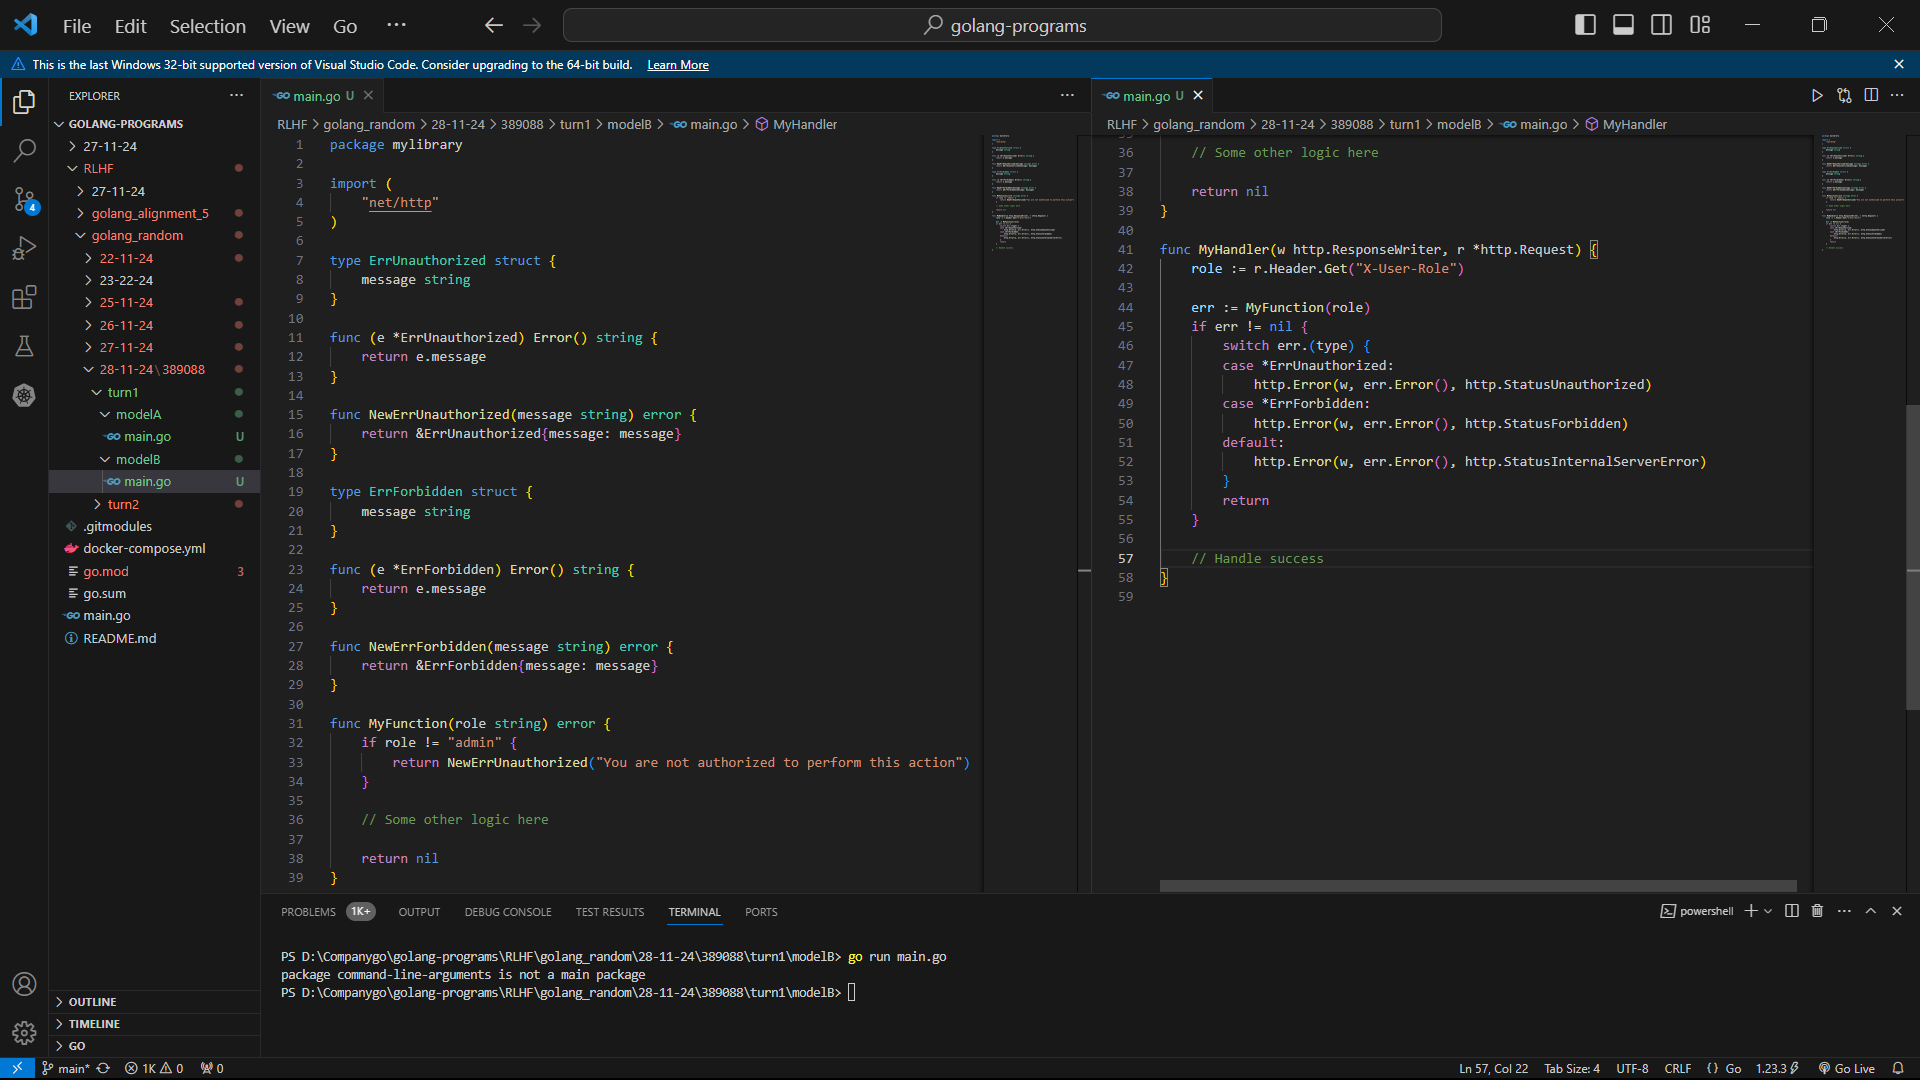 File Edit Selection View Go ··· golang-programs
This is the last Windows 32-bit supported version of Visual Studio Code. Consider upgrading to the 64-bit build. Learn More
EXPLORER
GOLANG-PROGRAMS
27-11-24
RLHF
27-11-24
golang_alignment_5
golang_random
22-11-24
23-22-24
25-11-24
26-11-24
27-11-24
28-11-24\389088
turn1
modelA
main.go U
modelB
main.go U
turn2
.gitmodules
docker-compose.yml
go.mod 3
go.sum
main.go
README.md
OUTLINE
TIMELINE
GO
4
main.go U
RLHF > golang_random > 28-11-24 > 389088 > turn1 > modelB > main.go > MyHandler
1 package mylibrary
2
3 import (
4 "net/http"
5 )
6
7 type ErrUnauthorized struct {
8 message string
9 }
10
11 func (e *ErrUnauthorized) Error() string {
12 return e.message
13 }
14
15 func NewErrUnauthorized(message string) error {
16 return &ErrUnauthorized{message: message}
17 }
18
19 type ErrForbidden struct {
20 message string
21 }
22
23 func (e *ErrForbidden) Error() string {
24 return e.message
25 }
26
27 func NewErrForbidden(message string) error {
28 return &ErrForbidden{message: message}
29 }
30
31 func MyFunction(role string) error {
32 if role != "admin" {
33 return NewErrUnauthorized("You are not authorized to perform this action")
34 }
35
36 // Some other logic here
37
38 return nil
39 }
main.go U
RLHF > golang_random > 28-11-24 > 389088 > turn1 > modelB > main.go > MyHandler
36 // Some other logic here
37
38 return nil
39 }
40
41 func MyHandler(w http.ResponseWriter, r *http.Request) {
42 role := r.Header.Get("X-User-Role")
43
44 err := MyFunction(role)
45 if err != nil {
46 switch err.(type) {
47 case *ErrUnauthorized:
48 http.Error(w, err.Error(), http.StatusUnauthorized)
49 case *ErrForbidden:
50 http.Error(w, err.Error(), http.StatusForbidden)
51 default:
52 http.Error(w, err.Error(), http.StatusInternalServerError)
53 }
54 return
55 }
56
57 // Handle success
58 }
59
PROBLEMS 1K+ OUTPUT DEBUG CONSOLE TEST RESULTS TERMINAL PORTS powershell
PS D:\Companygo\golang-programs\RLHF\golang_random\28-11-24\389088\turn1\modelB> go run main.go
package command-line-arguments is not a main package
PS D:\Companygo\golang-programs\RLHF\golang_random\28-11-24\389088\turn1\modelB>
main* 1K 0 0 Ln 57, Col 22 Tab Size: 4 UTF-8 CRLF {} Go 1.23.3 Go Live